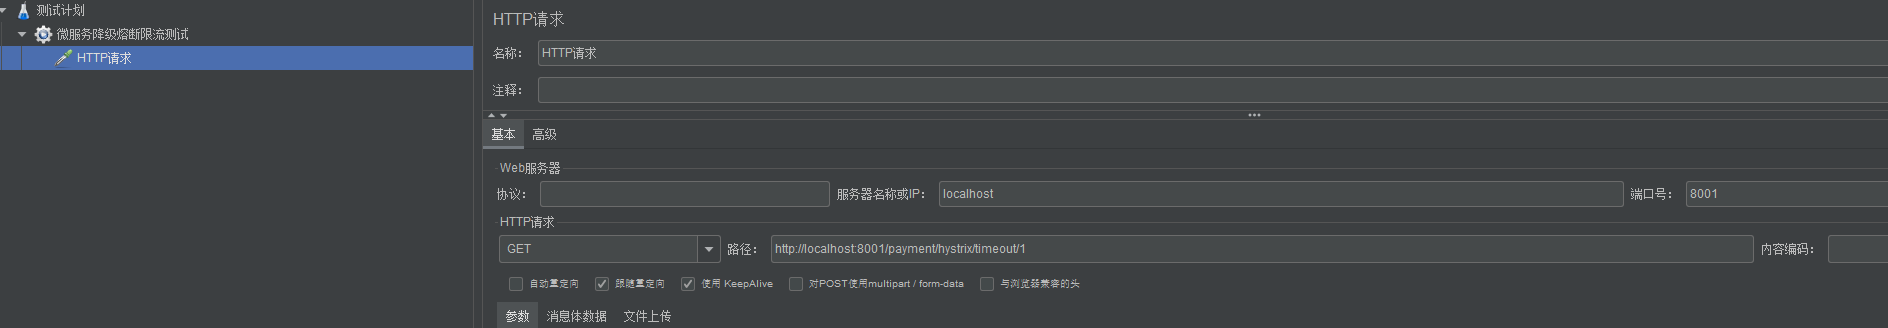 测试计划
微服务降级熔断限流测试
HTTP请求
HTTP请求
名称： HTTP请求
注释：
基本 高级
Web服务器
协议： 服务器名称或IP： localhost 端口号： 8001
HTTP请求
GET 路径： http://localhost:8001/payment/hystrix/timeout/1 内容编码：
自动重定向 跟随重定向 使用 KeepAlive 对POST使用multipart / form-data 与浏览器兼容的头
参数 消息体数据 文件上传